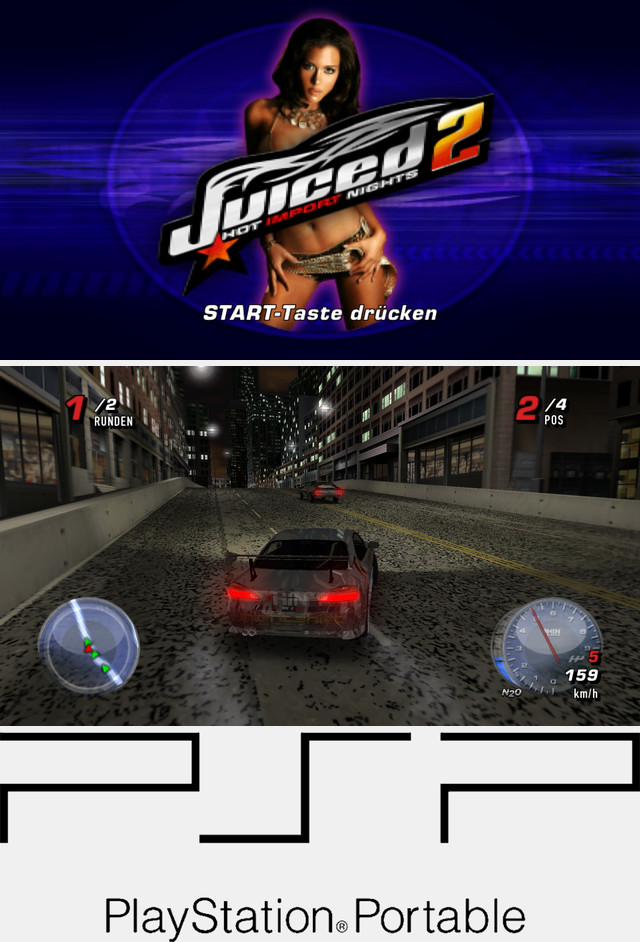 Juiced 2
HOT IMPORT NIGHTS
START-Taste drücken
1/2
RUNDEN
2/4
POS
5
159
km/h
N2O
PSP
PlayStation®Portable